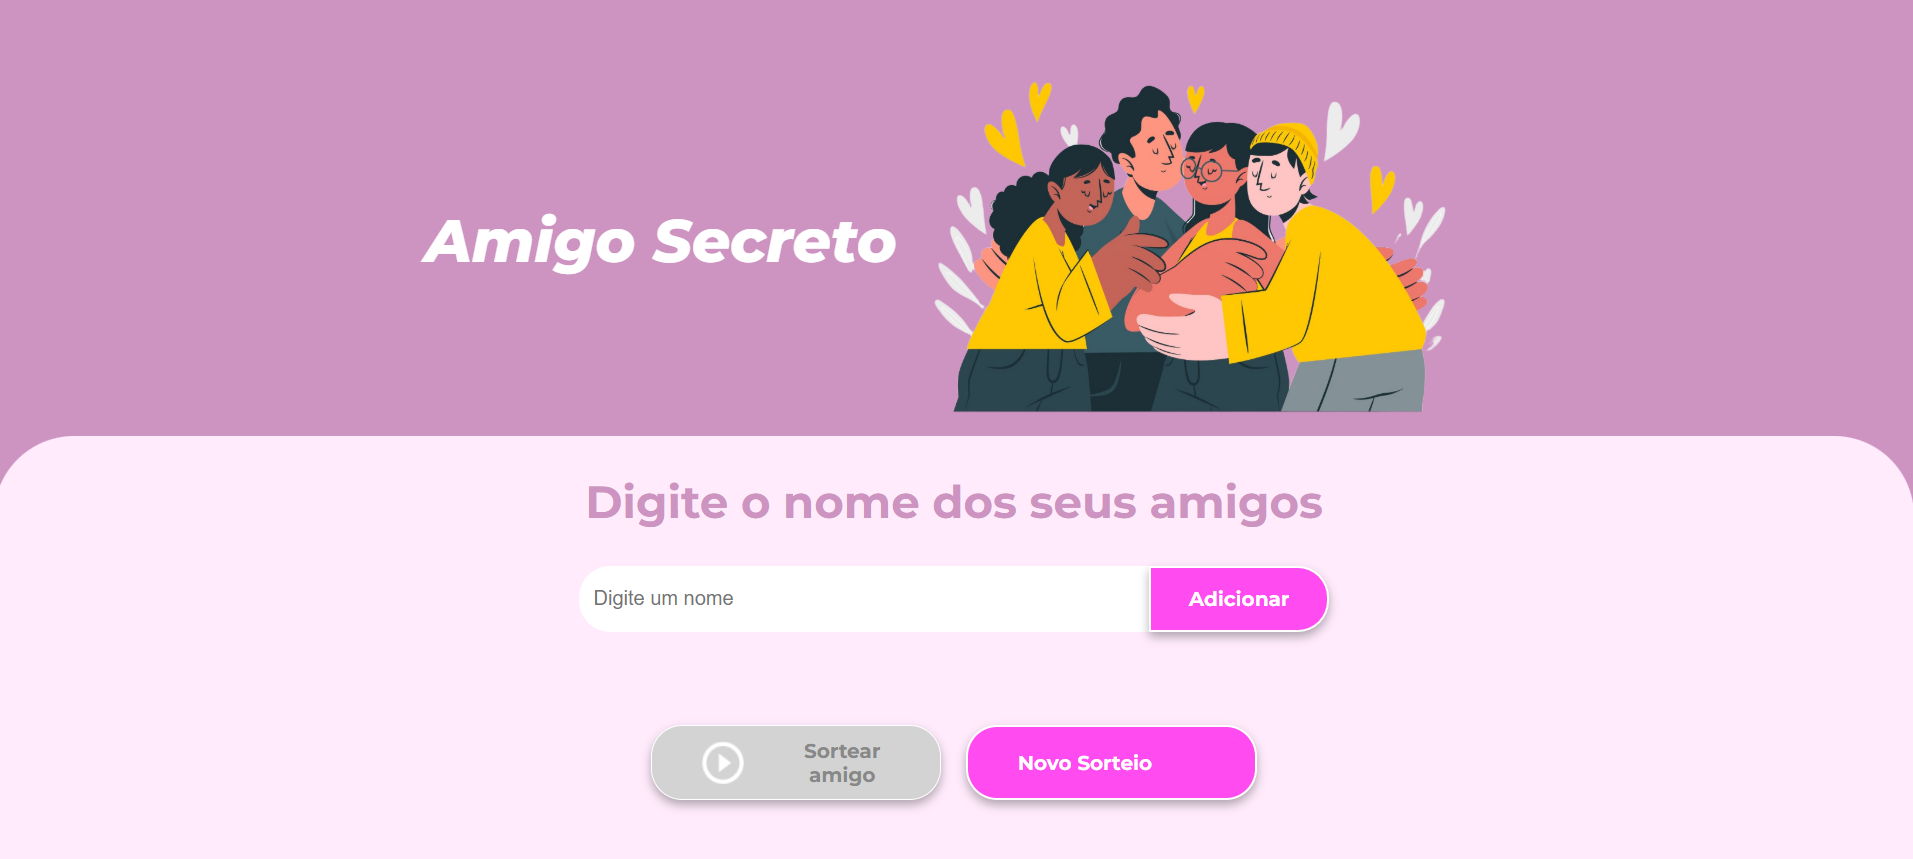 Amigo Secreto
Digite o nome dos seus amigos
Digite um nome
Adicionar
Sortear
amigo
Novo Sorteio